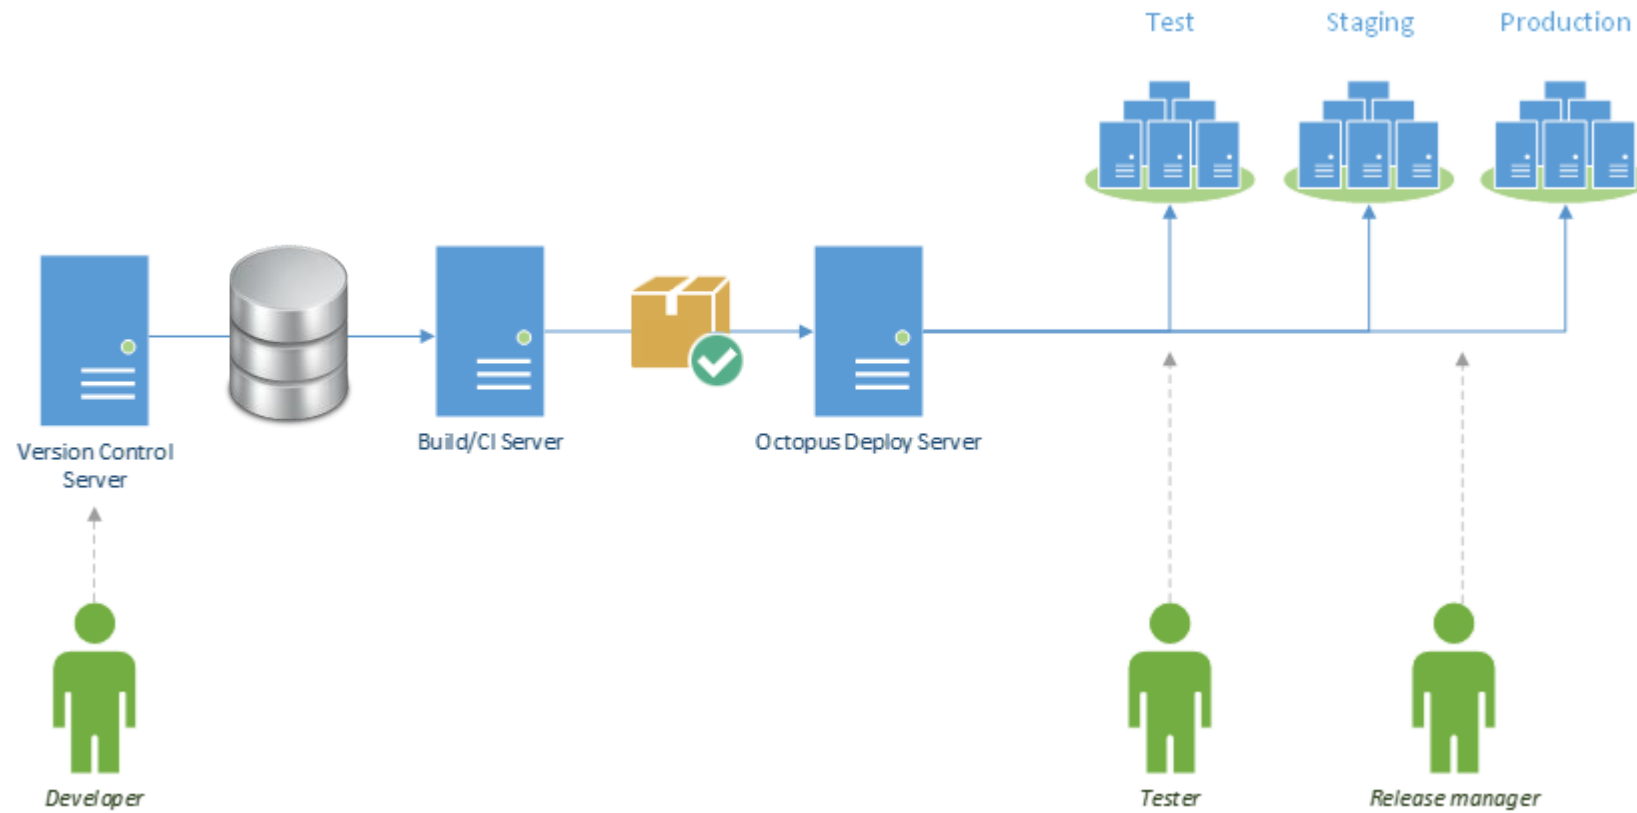 Test
Staging
Production
Version Control
Server
Build/CI Server
Octopus Deploy Server
Developer
Tester
Release manager